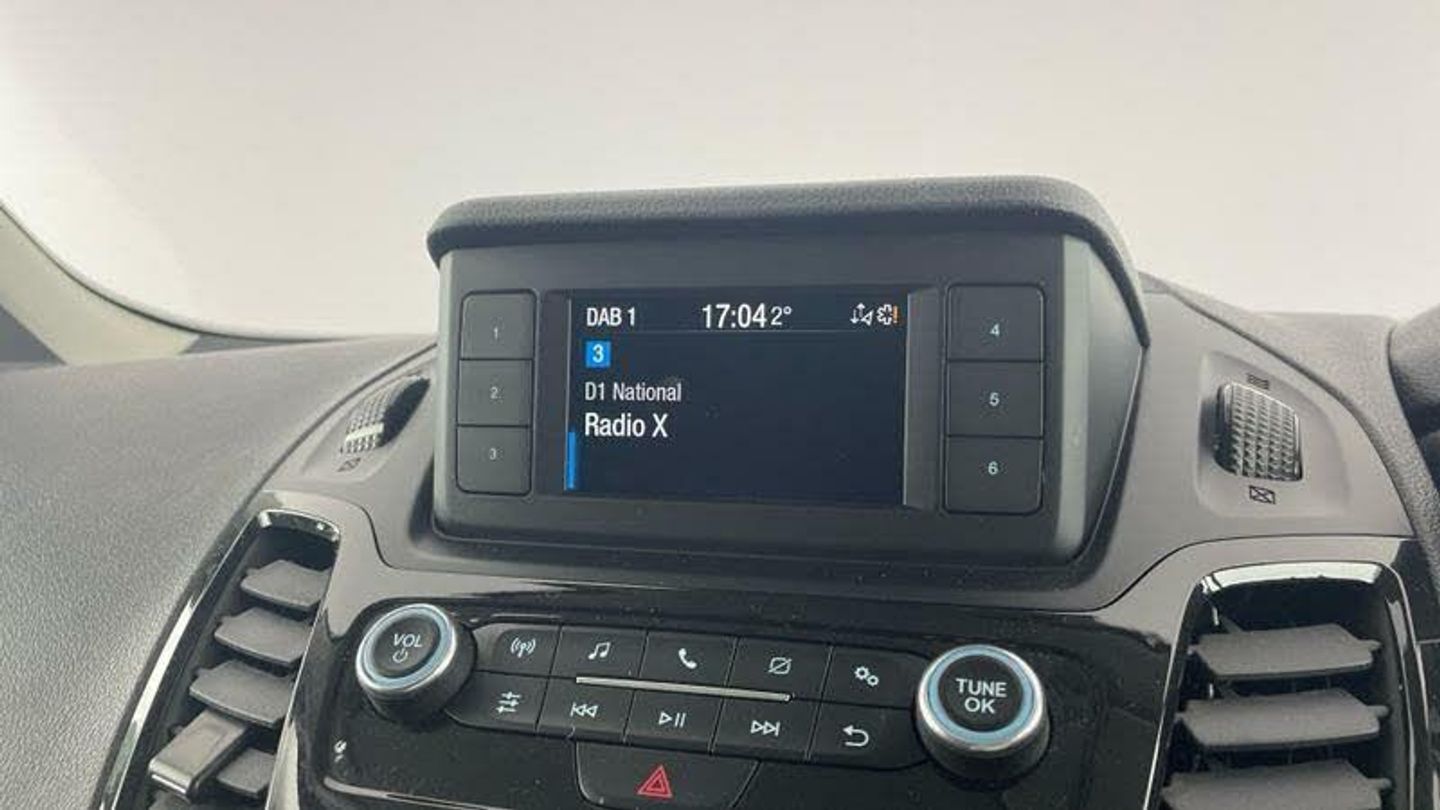 DAB 1 17:04 2°
3
D1 National
Radio X
1
2
3
4
5
6
VOL
TUNE
OK